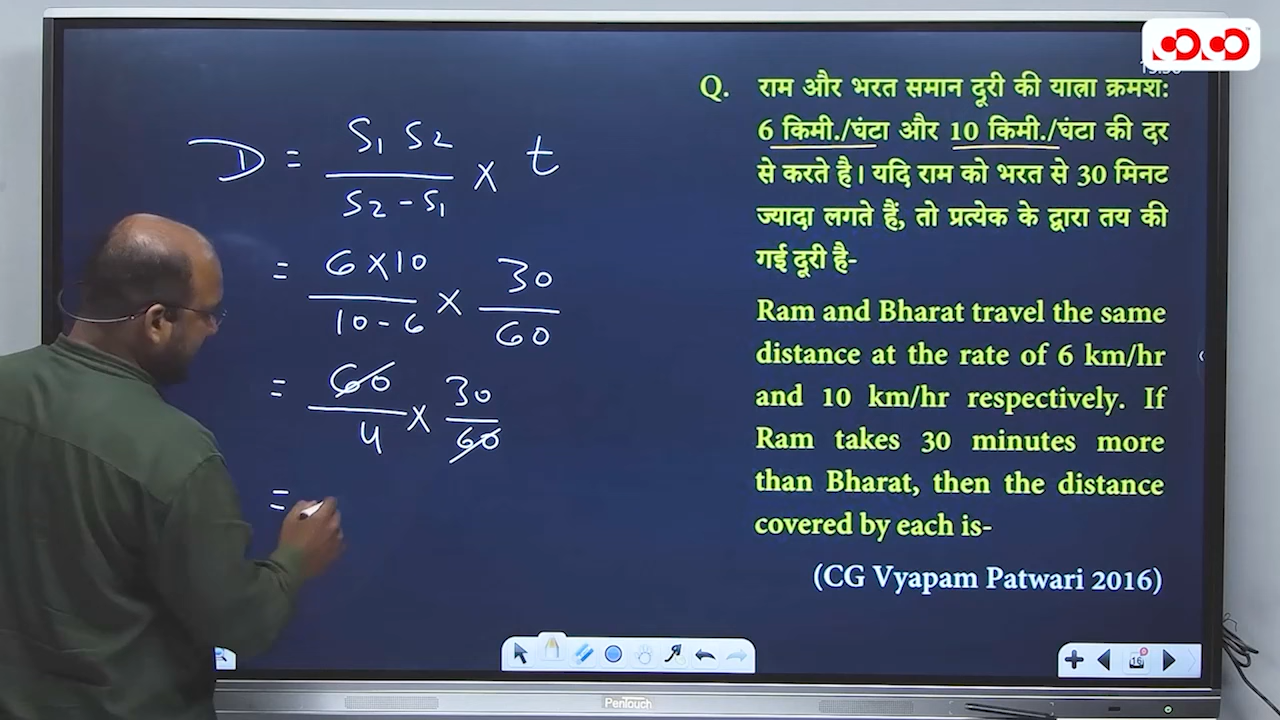 Q. राम और भरत समान दूरी की यात्रा क्रमश:
6 किमी./घंटा और 10 किमी./घंटा की दर
से करते है। यदि राम को भरत से 30 मिनट
ज्यादा लगते हैं, तो प्रत्येक के द्वारा तय की
गई दूरी है-
Ram and Bharat travel the same
distance at the rate of 6 km/hr
and 10 km/hr respectively. If
Ram takes 30 minutes more
than Bharat, then the distance
covered by each is-
(CG Vyapam Patwari 2016)
D = S1 S2 / S2 - S1 × t
= 6 × 10 / 10 - 6 × 30 / 60
= 60 / 4 × 30 / 60
=
16
PenTouch